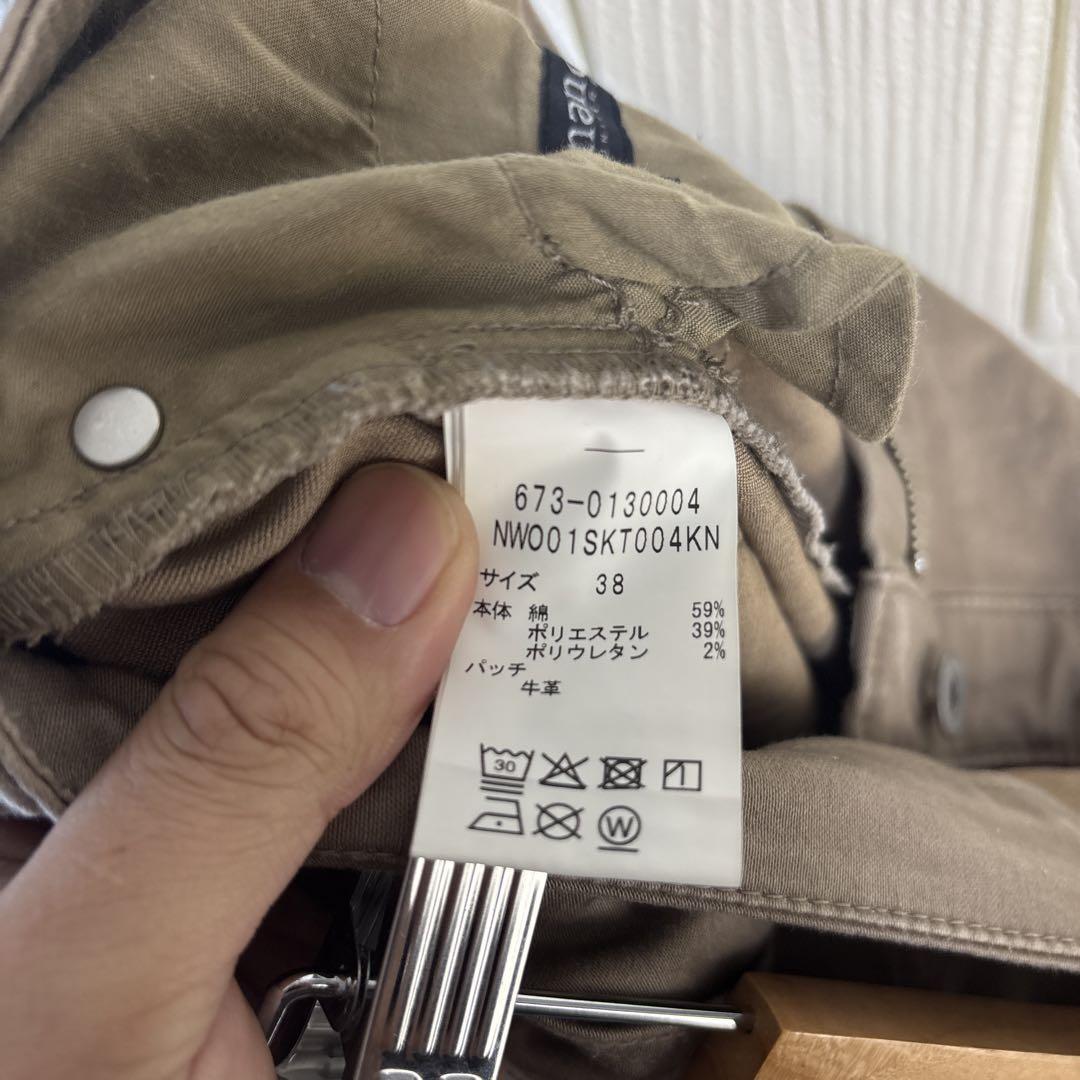 673-0130004
NW001SKT004KN
サイズ 38
本体 綿 59%
ポリエステル 39%
ポリウレタン 2%
パッチ
牛革
30
W